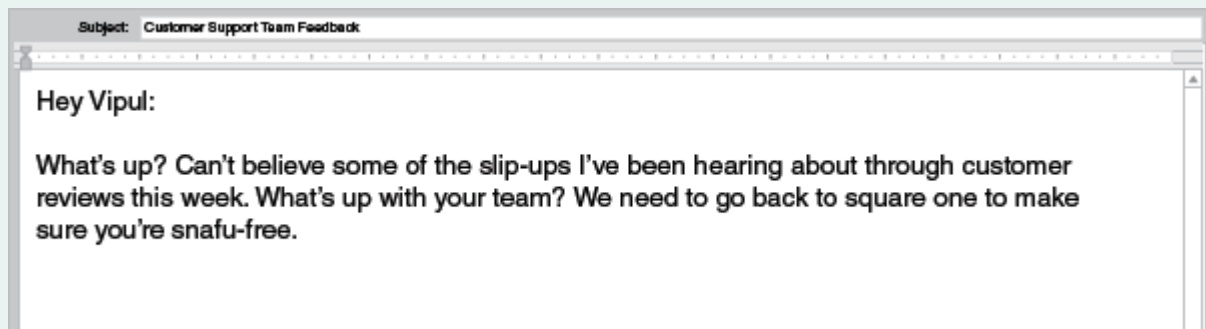 Subject: Customer Support Team Feedback
Hey Vipul:
What's up? Can't believe some of the slip-ups I've been hearing about through customer
reviews this week. What's up with your team? We need to go back to square one to make
sure you're snafu-free.